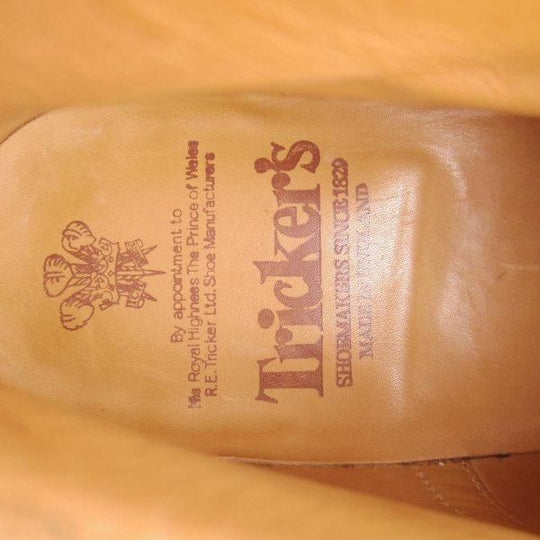 By appointment to
His Royal Highness The Prince of Wales
R.E. Tricker Ltd. Shoe Manufacturers
Tricker's
SHOEMAKERS SINCE 1829
MADE IN ENGLAND